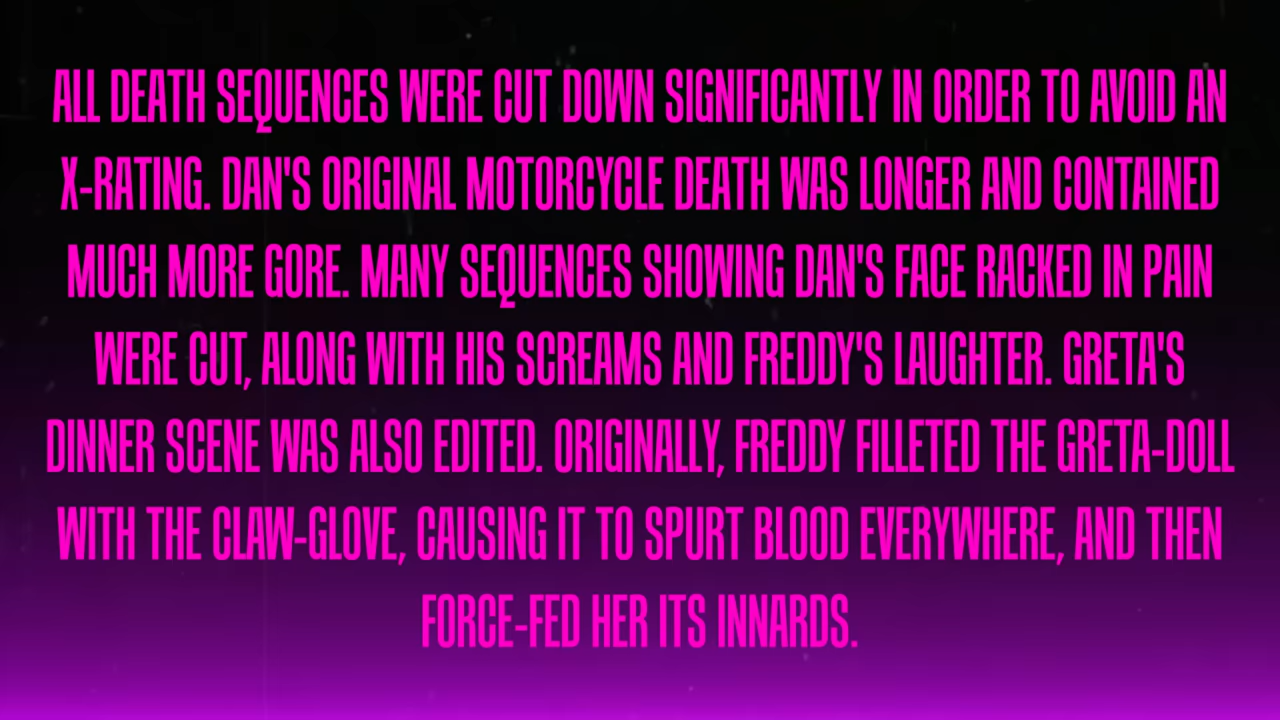 ALL DEATH SEQUENCES WERE CUT DOWN SIGNIFICANTLY IN ORDER TO AVOID AN
X-RATING. DAN'S ORIGINAL MOTORCYCLE DEATH WAS LONGER AND CONTAINED
MUCH MORE GORE. MANY SEQUENCES SHOWING DAN'S FACE RACKED IN PAIN
WERE CUT, ALONG WITH HIS SCREAMS AND FREDDY'S LAUGHTER. GRETA'S
DINNER SCENE WAS ALSO EDITED. ORIGINALLY, FREDDY FILLETED THE GRETA-DOLL
WITH THE CLAW-GLOVE, CAUSING IT TO SPURT BLOOD EVERYWHERE, AND THEN
FORCE-FED HER ITS INNARDS.